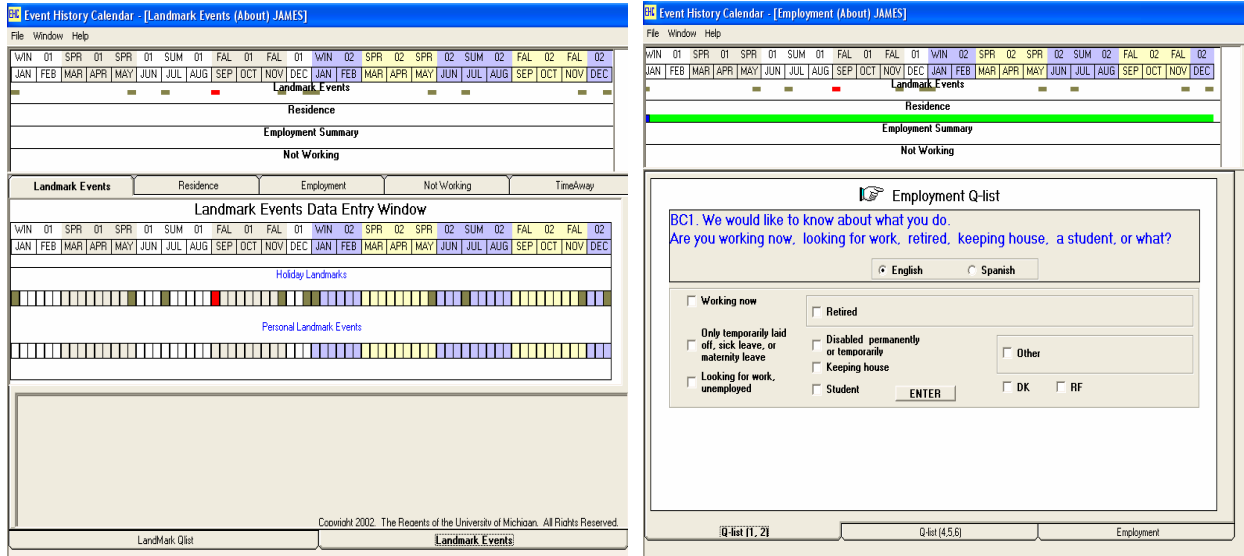 Event History Calendar - [Landmark Events (About) JAMES]
File Window Help
WIN 01 SPR 01 SPR 01 SUM 01 FAL 01 FAL 01 WIN 02 SPR 02 SPR 02 SUM 02 FAL 02 FAL 02
JAN FEB MAR APR MAY JUN JUL AUG SEP OCT NOV DEC JAN FEB MAR APR MAY JUN JUL AUG SEP OCT NOV DEC
Landmark Events
Residence
Employment Summary
Not Working
Landmark Events Residence Employment Not Working TimeAway
Landmark Events Data Entry Window
WIN 01 SPR 01 SPR 01 SUM 01 FAL 01 FAL 01 WIN 02 SPR 02 SPR 02 SUM 02 FAL 02 FAL 02
JAN FEB MAR APR MAY JUN JUL AUG SEP OCT NOV DEC JAN FEB MAR APR MAY JUN JUL AUG SEP OCT NOV DEC
Holiday Landmarks
Personal Landmark Events
Copyright 2002. The Regents of the University of Michigan. All Rights Reserved.
LandMark Qlist Landmark Events
Event History Calendar - [Employment (About) JAMES]
File Window Help
WIN 01 SPR 01 SPR 01 SUM 01 FAL 01 FAL 01 WIN 02 SPR 02 SPR 02 SUM 02 FAL 02 FAL 02
JAN FEB MAR APR MAY JUN JUL AUG SEP OCT NOV DEC JAN FEB MAR APR MAY JUN JUL AUG SEP OCT NOV DEC
Landmark Events
Residence
Employment Summary
Not Working
Employment Q-list
BC1. We would like to know about what you do.
Are you working now, looking for work, retired, keeping house, a student, or what?
English Spanish
Working now
Only temporarily laid
off, sick leave, or
maternity leave
Looking for work,
unemployed
Retired
Disabled permanently
or temporarily
Keeping house
Student
ENTER
Other
DK RF
Q-list (1, 2) Q-list (4,5,6) Employment